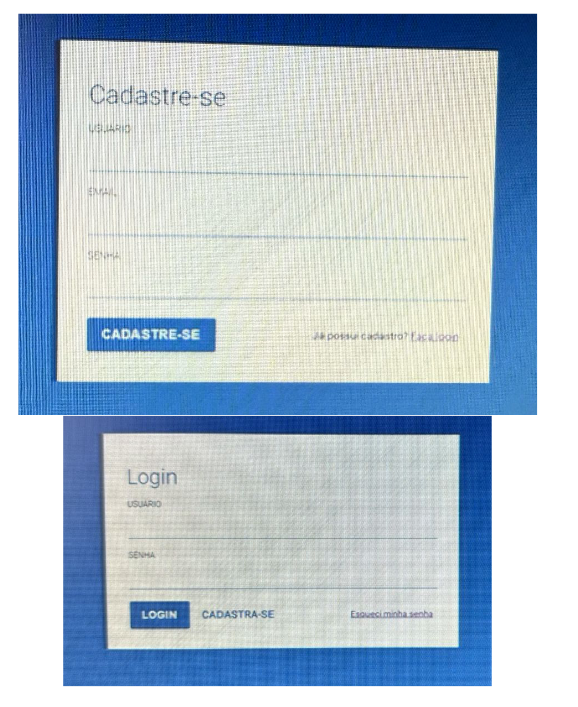 Cadastre-se
USUÁRIO
EMAIL
SENHA
CADASTRE-SE Já possui cadastro? Faça login
Login
USUÁRIO
SENHA
LOGIN CADASTRA-SE Esqueci minha senha